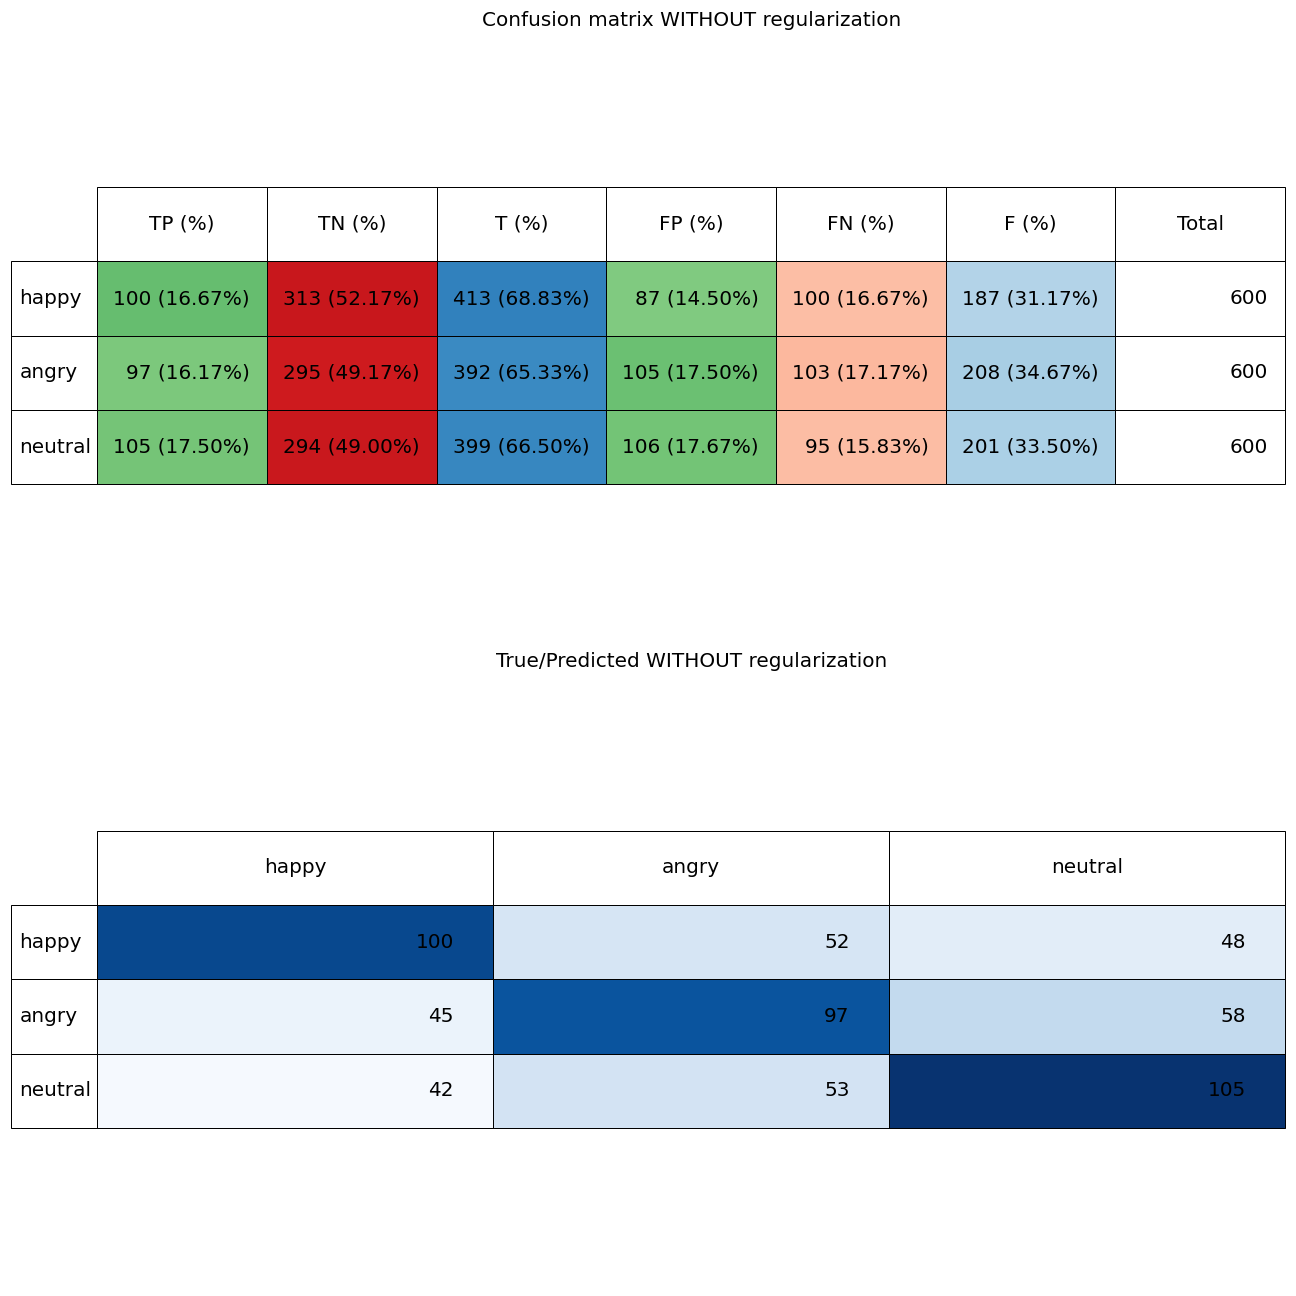 Confusion matrix WITHOUT regularization
TP (%) TN (%) T (%) FP (%) FN (%) F (%) Total
happy 100 (16.67%) 313 (52.17%) 413 (68.83%) 87 (14.50%) 100 (16.67%) 187 (31.17%) 600
angry 97 (16.17%) 295 (49.17%) 392 (65.33%) 105 (17.50%) 103 (17.17%) 208 (34.67%) 600
neutral 105 (17.50%) 294 (49.00%) 399 (66.50%) 106 (17.67%) 95 (15.83%) 201 (33.50%) 600
True/Predicted WITHOUT regularization
happy angry neutral
happy 100 52 48
angry 45 97 58
neutral 42 53 105